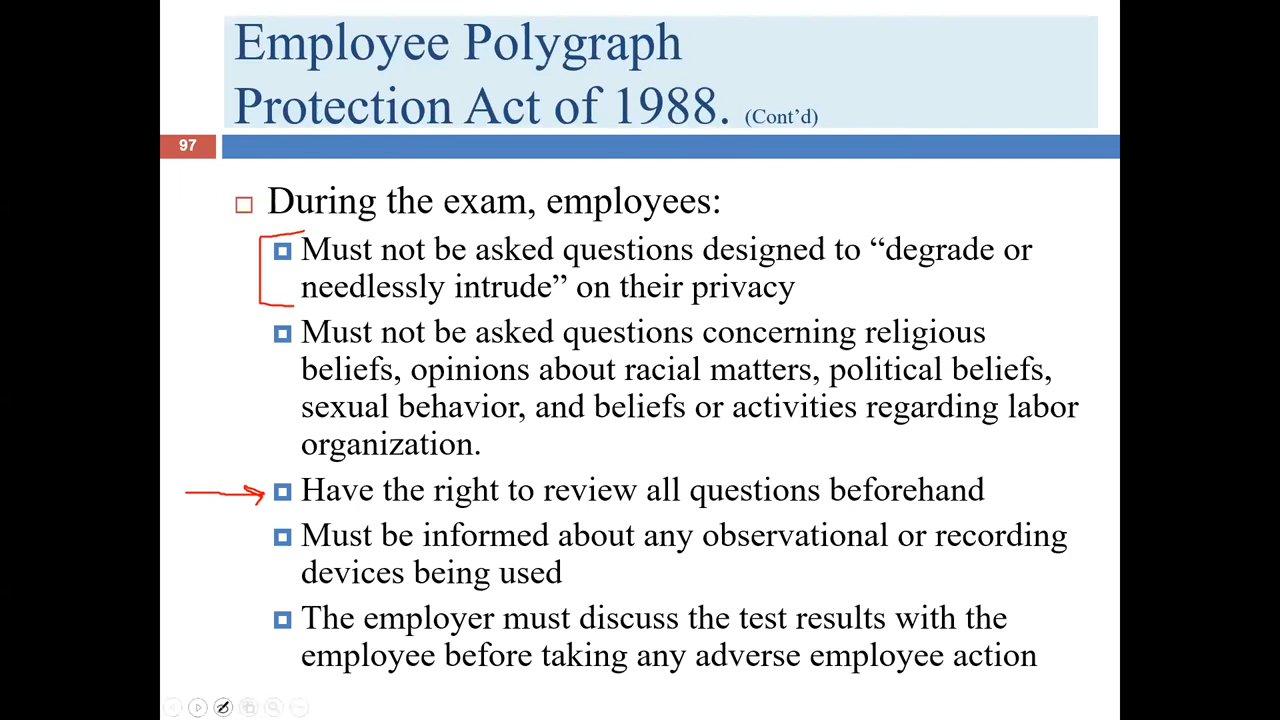 Employee Polygraph
Protection Act of 1988. (Cont’d)
97
During the exam, employees:
Must not be asked questions designed to “degrade or
needlessly intrude” on their privacy
Must not be asked questions concerning religious
beliefs, opinions about racial matters, political beliefs,
sexual behavior, and beliefs or activities regarding labor
organization.
Have the right to review all questions beforehand
Must be informed about any observational or recording
devices being used
The employer must discuss the test results with the
employee before taking any adverse employee action